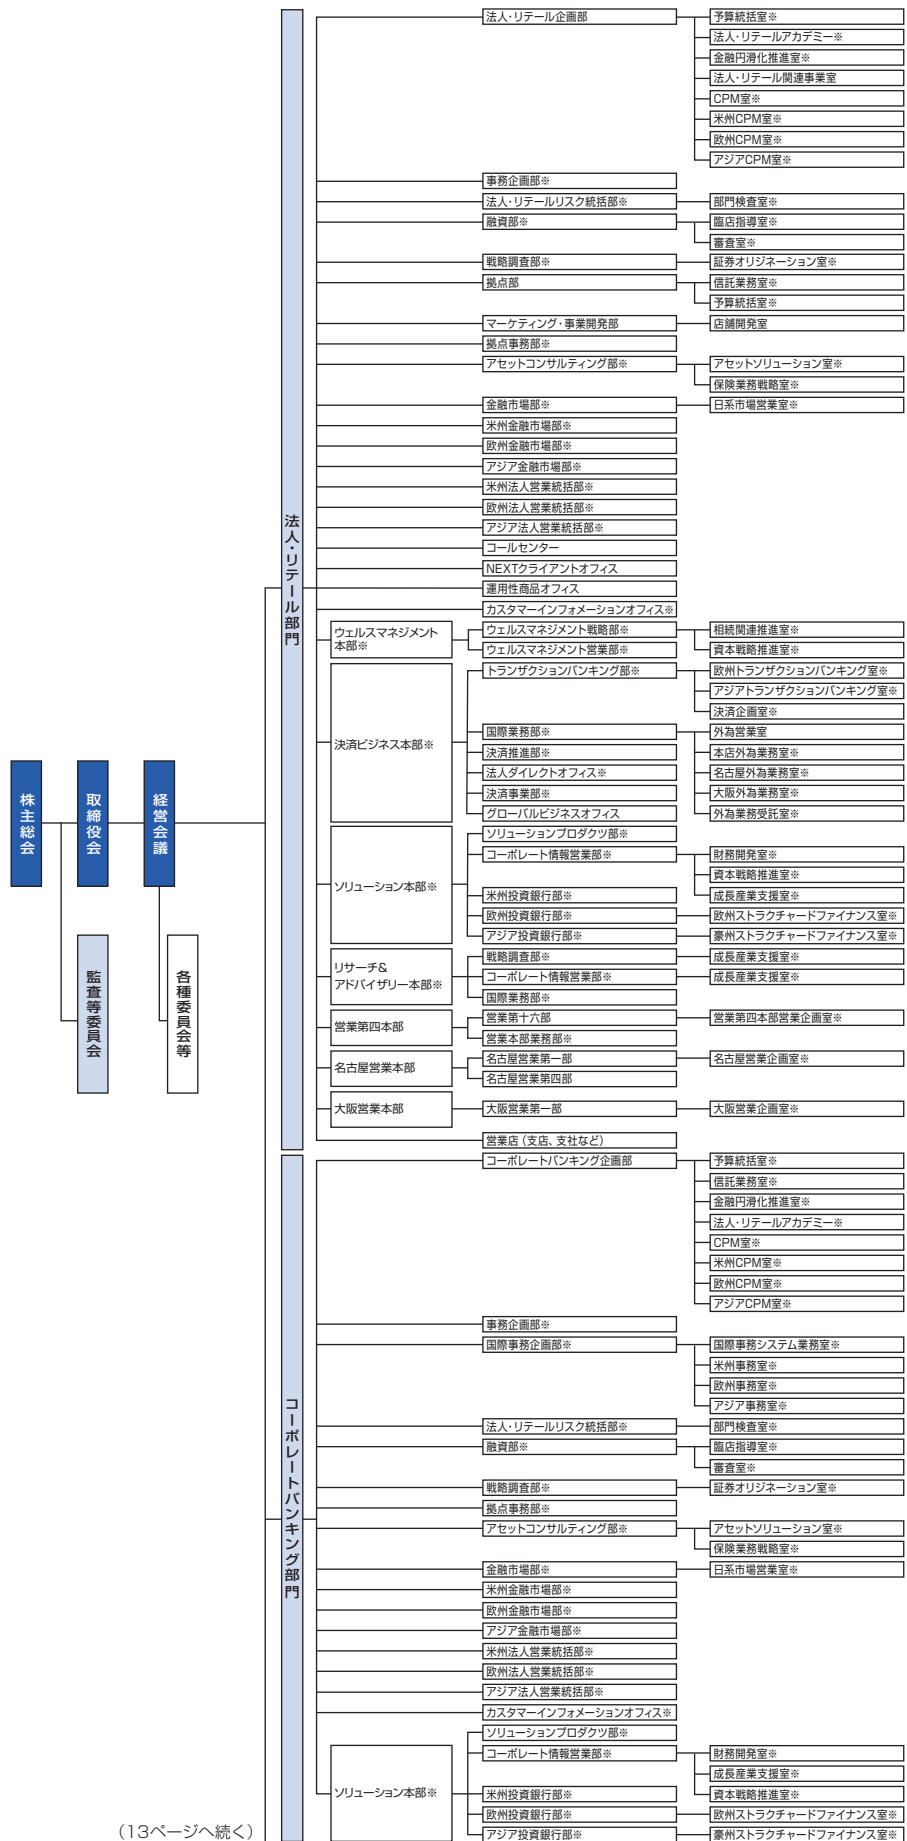 株主総会
取締役会
経営会議
監査等委員会
各種委員会等
法人・リテール部門
法人・リテール企画部
予算統括室※
法人・リテールアカデミー※
金融円滑化推進室※
法人・リテール関連事業室
CPM室※
米州CPM室※
欧州CPM室※
アジアCPM室※
事務企画部※
法人・リテールリスク統括部※
部門検査室※
融資部※
臨店指導室※
審査室※
戦略調査部※
証券オリジネーション室※
拠点部
信託業務室※
予算統括室※
マーケティング・事業開発部
店舗開発室
拠点事務部※
アセットコンサルティング部※
アセットソリューション室※
保険業務戦略室※
金融市場部※
日系市場営業室※
米州金融市場部※
欧州金融市場部※
アジア金融市場部※
米州法人営業統括部※
欧州法人営業統括部※
アジア法人営業統括部※
コールセンター
NEXTクライアントオフィス
運用性商品オフィス
カスタマーインフォメーションオフィス※
ウェルスマネジメント
本部※
ウェルスマネジメント戦略部※
相続関連推進室※
資本戦略推進室※
ウェルスマネジメント営業部※
決済ビジネス本部※
トランザクションバンキング部※
欧州トランザクションバンキング室※
アジアトランザクションバンキング室※
決済企画室※
国際業務部※
外為営業室
本店外為業務室※
名古屋外為業務室※
大阪外為業務室※
外為業務受託室※
決済推進部※
法人ダイレクトオフィス※
決済事業部※
グローバルビジネスオフィス
ソリューション本部※
ソリューションプロダクツ部※
コーポレート情報営業部※
財務開発室※
資本戦略推進室※
成長産業支援室※
米州投資銀行部※
欧州投資銀行部※
欧州ストラクチャードファイナンス室※
アジア投資銀行部※
豪州ストラクチャードファイナンス室※
リサーチ&
アドバイザリー本部※
戦略調査部※
成長産業支援室※
コーポレート情報営業部※
成長産業支援室※
国際業務部※
営業第四本部
営業第十六部
営業第四本部営業企画室※
営業本部業務部※
名古屋営業本部
名古屋営業第一部
名古屋営業企画室※
名古屋営業第四部
大阪営業本部
大阪営業第一部
大阪営業企画室※
営業店（支店、支社など）
コーポレートバンキング部門
コーポレートバンキング企画部
予算統括室※
信託業務室※
金融円滑化推進室※
法人・リテールアカデミー※
CPM室※
米州CPM室※
欧州CPM室※
アジアCPM室※
事務企画部※
国際事務企画部※
国際事務システム業務室※
米州事務室※
欧州事務室※
アジア事務室※
法人・リテールリスク統括部※
部門検査室※
融資部※
臨店指導室※
審査室※
戦略調査部※
証券オリジネーション室※
拠点事務部※
アセットコンサルティング部※
アセットソリューション室※
保険業務戦略室※
金融市場部※
日系市場営業室※
米州金融市場部※
欧州金融市場部※
アジア金融市場部※
米州法人営業統括部※
欧州法人営業統括部※
アジア法人営業統括部※
カスタマーインフォメーションオフィス※
ソリューション本部※
ソリューションプロダクツ部※
コーポレート情報営業部※
財務開発室※
成長産業支援室※
資本戦略推進室※
米州投資銀行部※
欧州投資銀行部※
欧州ストラクチャードファイナンス室※
アジア投資銀行部※
豪州ストラクチャードファイナンス室※
（13ページへ続く）